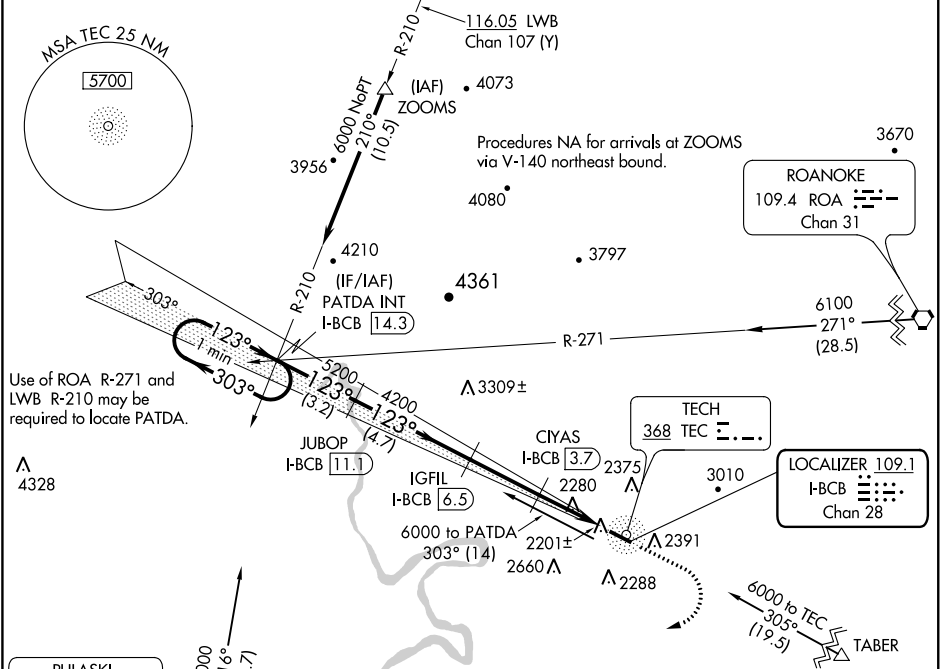 MSA TEC 25 NM
5700
R-210
116.05 LWB
Chan 107 (Y)
(IAF)
ZOOMS
4073
6000 NoPT
210°
(10.5)
3956
Procedures NA for arrivals at ZOOMS
via V-140 northeast bound.
4080
3670
ROANOKE
109.4 ROA
Chan 31
4210
R-210
(IF/IAF)
PATDA INT
I-BCB 14.3
4361
3797
6100
271°
(28.5)
R-271
303°
123°
1 min
303°
Use of ROA R-271 and
LWB R-210 may be
required to locate PATDA.
4328
5200
123°
(3.2)
4200
123°
(4.7)
3309±
JUBOP
I-BCB 11.1
IGFIL
I-BCB 6.5
CIYAS
I-BCB 3.7
2280
2375
TECH
368 TEC
3010
LOCALIZER 109.1
I-BCB
Chan 28
6000 to PATDA
303° (14)
2201±
2660
2391
2288
6000 to TEC
305°
(19.5)
TABER
PULASKI